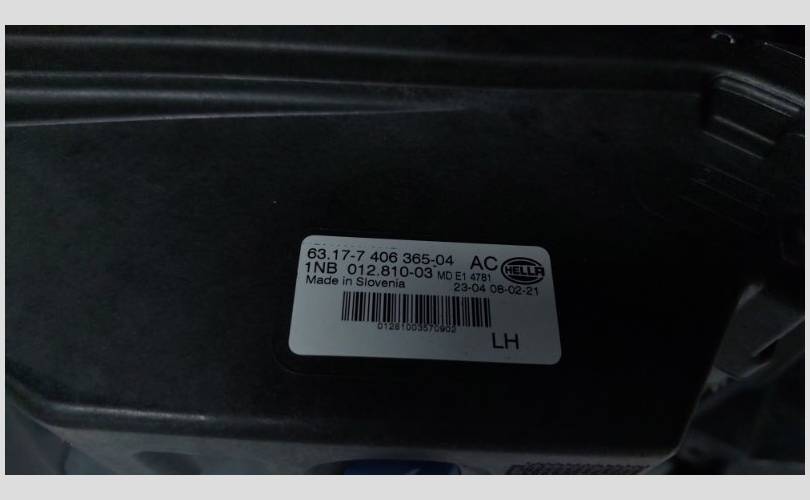 63.17-7 406 365-04 AC
HELLA
1NB 012.810-03 MD E1 4781
Made in Slovenia 23-04 08-02-21
01281003570902
LH